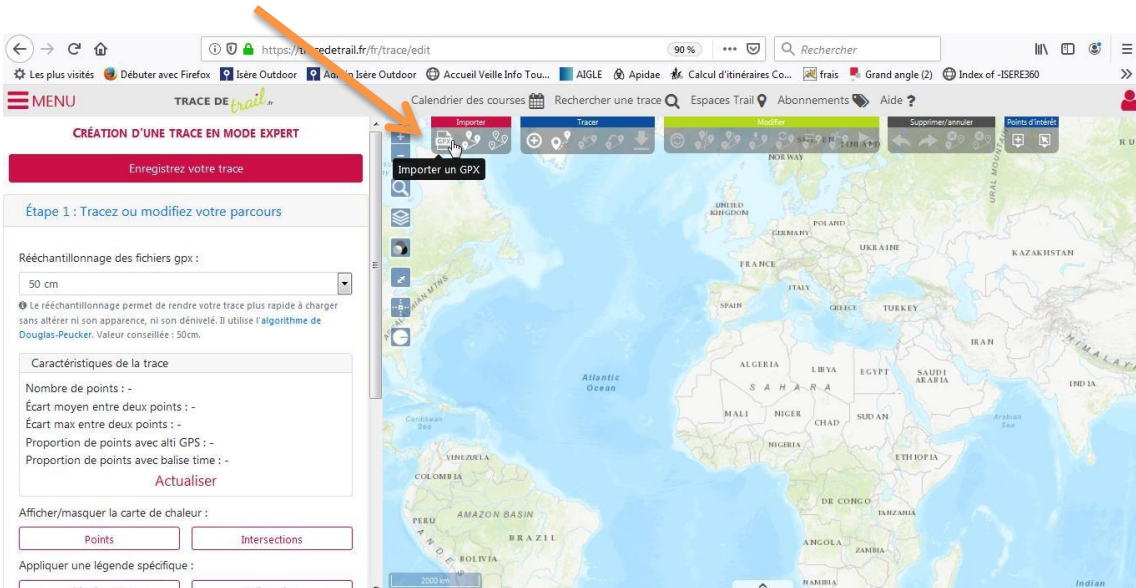 https://tracedetrail.fr/fr/trace/edit
90 %
Rechercher
Les plus visités
Débuter avec Firefox
Isère Outdoor
Isère Outdoor
Accueil Veille Info Tou...
AIGLE
Apidae
Calcul d'itinéraires Co...
frais
Grand angle (2)
Index of -ISERE360
MENU
TRACE DE trail.fr
Calendrier des courses
Rechercher une trace
Espaces Trail
Abonnements
Aide ?
CRÉATION D'UNE TRACE EN MODE EXPERT
Enregistrez votre trace
Étape 1 : Tracez ou modifiez votre parcours
Rééchantillonnage des fichiers gpx :
50 cm
Le rééchantillonnage permet de rendre votre trace plus rapide à charger
sans altérer ni son apparence, ni son dénivelé. Il utilise l'algorithme de
Douglas-Peucker. Valeur conseillée : 50cm.
Caractéristiques de la trace
Nombre de points : -
Écart moyen entre deux points : -
Écart max entre deux points : -
Proportion de points avec alti GPS : -
Proportion de points avec balise time : -
Actualiser
Afficher/masquer la carte de chaleur :
Points
Intersections
Appliquer une légende spécifique :
Importer
Tracer
Modifier
Supprimer/annuler
Points d'intérêt
GPX
Importer un GPX
NORWAY
FINLAND
URAL MOUN
R U
UNITED
KINGDOM
POLAND
GERMANY
UKRAINE
KAZAKHSTAN
FRANCE
ITALY
SPAIN
GREECE
TURKEY
IRAN
HIMALAY
ALGERIA
LIBYA
EGYPT
SAUDI
ARABIA
INDIA
Atlantic
Ocean
SAHARA
MALI
NIGER
CHAD
SUDAN
Arabian
Sea
Caribbean
Sea
NIGERIA
ETHIOPIA
VENEZUELA
COLOMBIA
DR CONGO
TANZANIA
AMAZON BASIN
PERU
BRAZIL
ANGOLA
ZAMBIA
BOLIVIA
NAMIBIA
2000 km
Indian